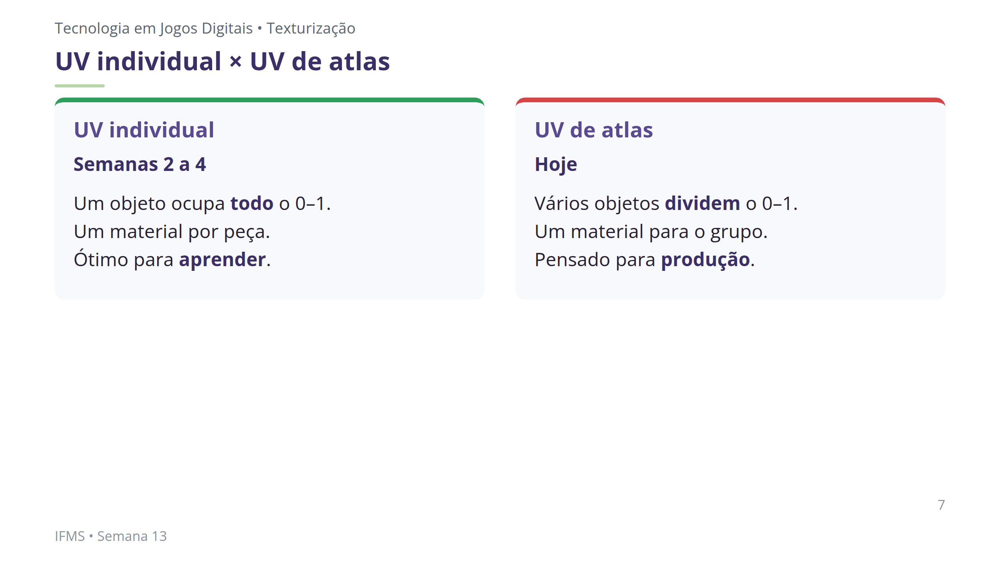 Tecnologia em Jogos Digitais • Texturização
UV individual × UV de atlas
UV individual
Semanas 2 a 4
Um objeto ocupa todo o 0–1.
Um material por peça.
Ótimo para aprender.
UV de atlas
Hoje
Vários objetos dividem o 0–1.
Um material para o grupo.
Pensado para produção.
7
IFMS • Semana 13